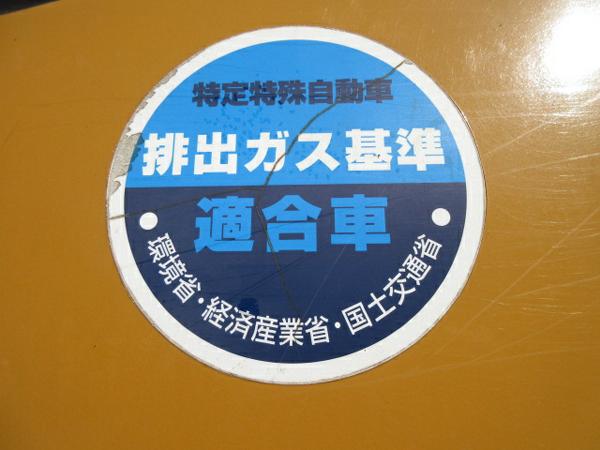 特定特殊自動車
排出ガス基準
適合車
環境省・経済産業省・国土交通省